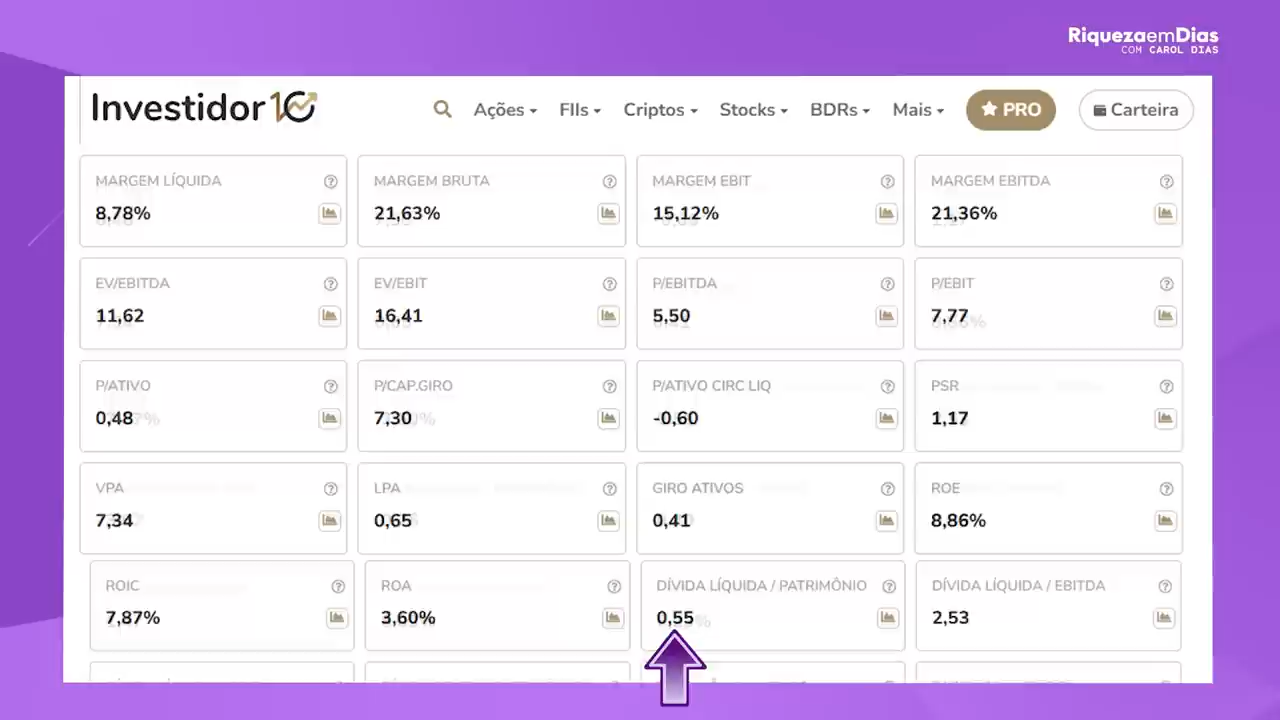 RiquezaemDias
COM CAROL DIAS
Investidor10
Ações FIIs Criptos Stocks BDRs Mais PRO Carteira
MARGEM LÍQUIDA MARGEM BRUTA MARGEM EBIT MARGEM EBITDA
8,78% 21,63% 15,12% 21,36%
EV/EBITDA EV/EBIT P/EBITDA P/EBIT
11,62 16,41 5,50 7,77
P/ATIVO P/CAP.GIRO P/ATIVO CIRC LIQ PSR
0,48 7,30 -0,60 1,17
VPA LPA GIRO ATIVOS ROE
7,34 0,65 0,41 8,86%
ROIC ROA DÍVIDA LÍQUIDA / PATRIMÔNIO DÍVIDA LÍQUIDA / EBITDA
7,87% 3,60% 0,55 2,53